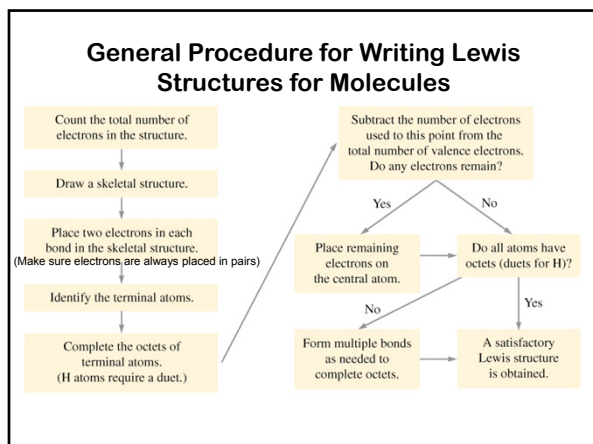 General Procedure for Writing Lewis
Structures for Molecules
Count the total number of
electrons in the structure.
Draw a skeletal structure.
Place two electrons in each
bond in the skeletal structure.
(Make sure electrons are always placed in pairs)
Identify the terminal atoms.
Complete the octets of
terminal atoms.
(H atoms require a duet.)
Subtract the number of electrons
used to this point from the
total number of valence electrons.
Do any electrons remain?
Yes
No
Place remaining
electrons on
the central atom.
Do all atoms have
octets (duets for H)?
No
Yes
Form multiple bonds
as needed to
complete octets.
A satisfactory
Lewis structure
is obtained.